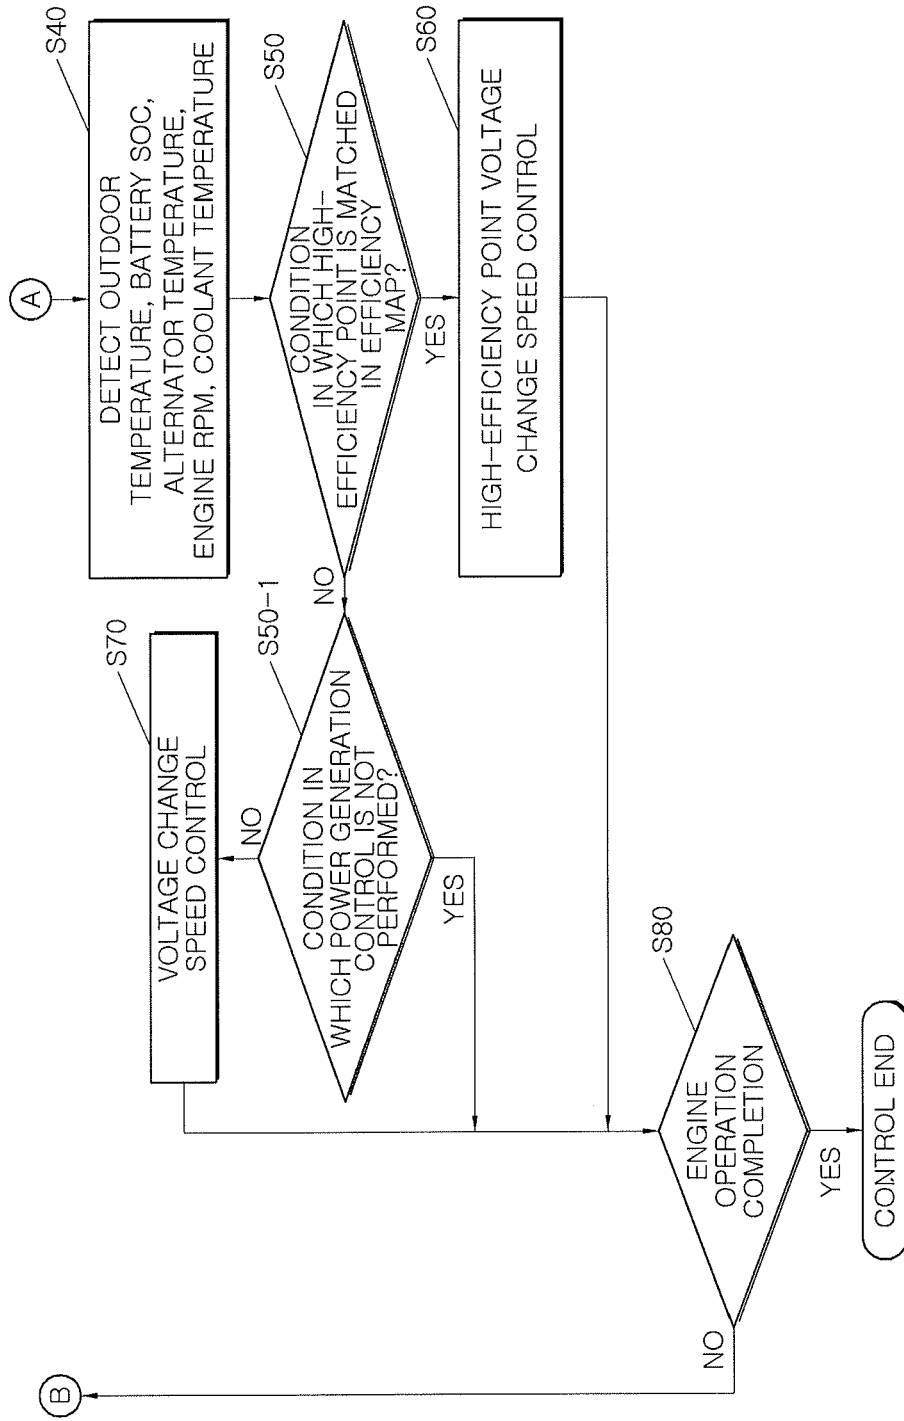 A
S40
DETECT OUTDOOR
TEMPERATURE, BATTERY SOC,
ALTERNATOR TEMPERATURE,
ENGINE RPM, COOLANT TEMPERATURE
S50
CONDITION
IN WHICH HIGH-
EFFICIENCY POINT IS MATCHED
IN EFFICIENCY
MAP?
NO
YES
S60
HIGH-EFFICIENCY POINT VOLTAGE
CHANGE SPEED CONTROL
S50-1
CONDITION IN
WHICH POWER GENERATION
CONTROL IS NOT
PERFORMED?
NO
YES
S70
VOLTAGE CHANGE
SPEED CONTROL
S80
ENGINE
OPERATION
COMPLETION
NO
YES
CONTROL END
B